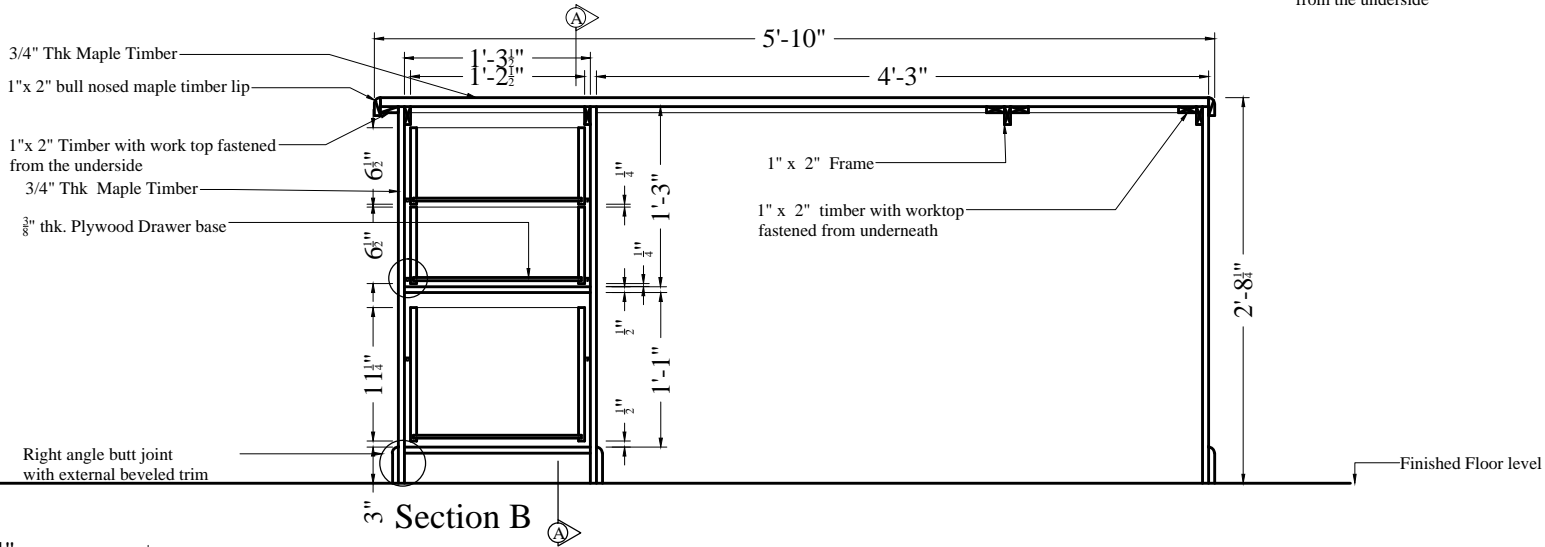 from the underside
A
5'-10"
3/4" Thk Maple Timber
1'-3½"
1'-2½"
4'-3"
1"x 2" bull nosed maple timber lip
1"x 2" Timber with work top fastened
from the underside
6½"
1" x 2" Frame
¼"
1'-3"
3/4" Thk Maple Timber
1" x 2" timber with worktop
fastened from underneath
⅜" thk. Plywood Drawer base
6½"
¼"
2'-8¼"
½"
11¼"
1'-1"
½"
Right angle butt joint
with external beveled trim
Finished Floor level
3"
Section B
A